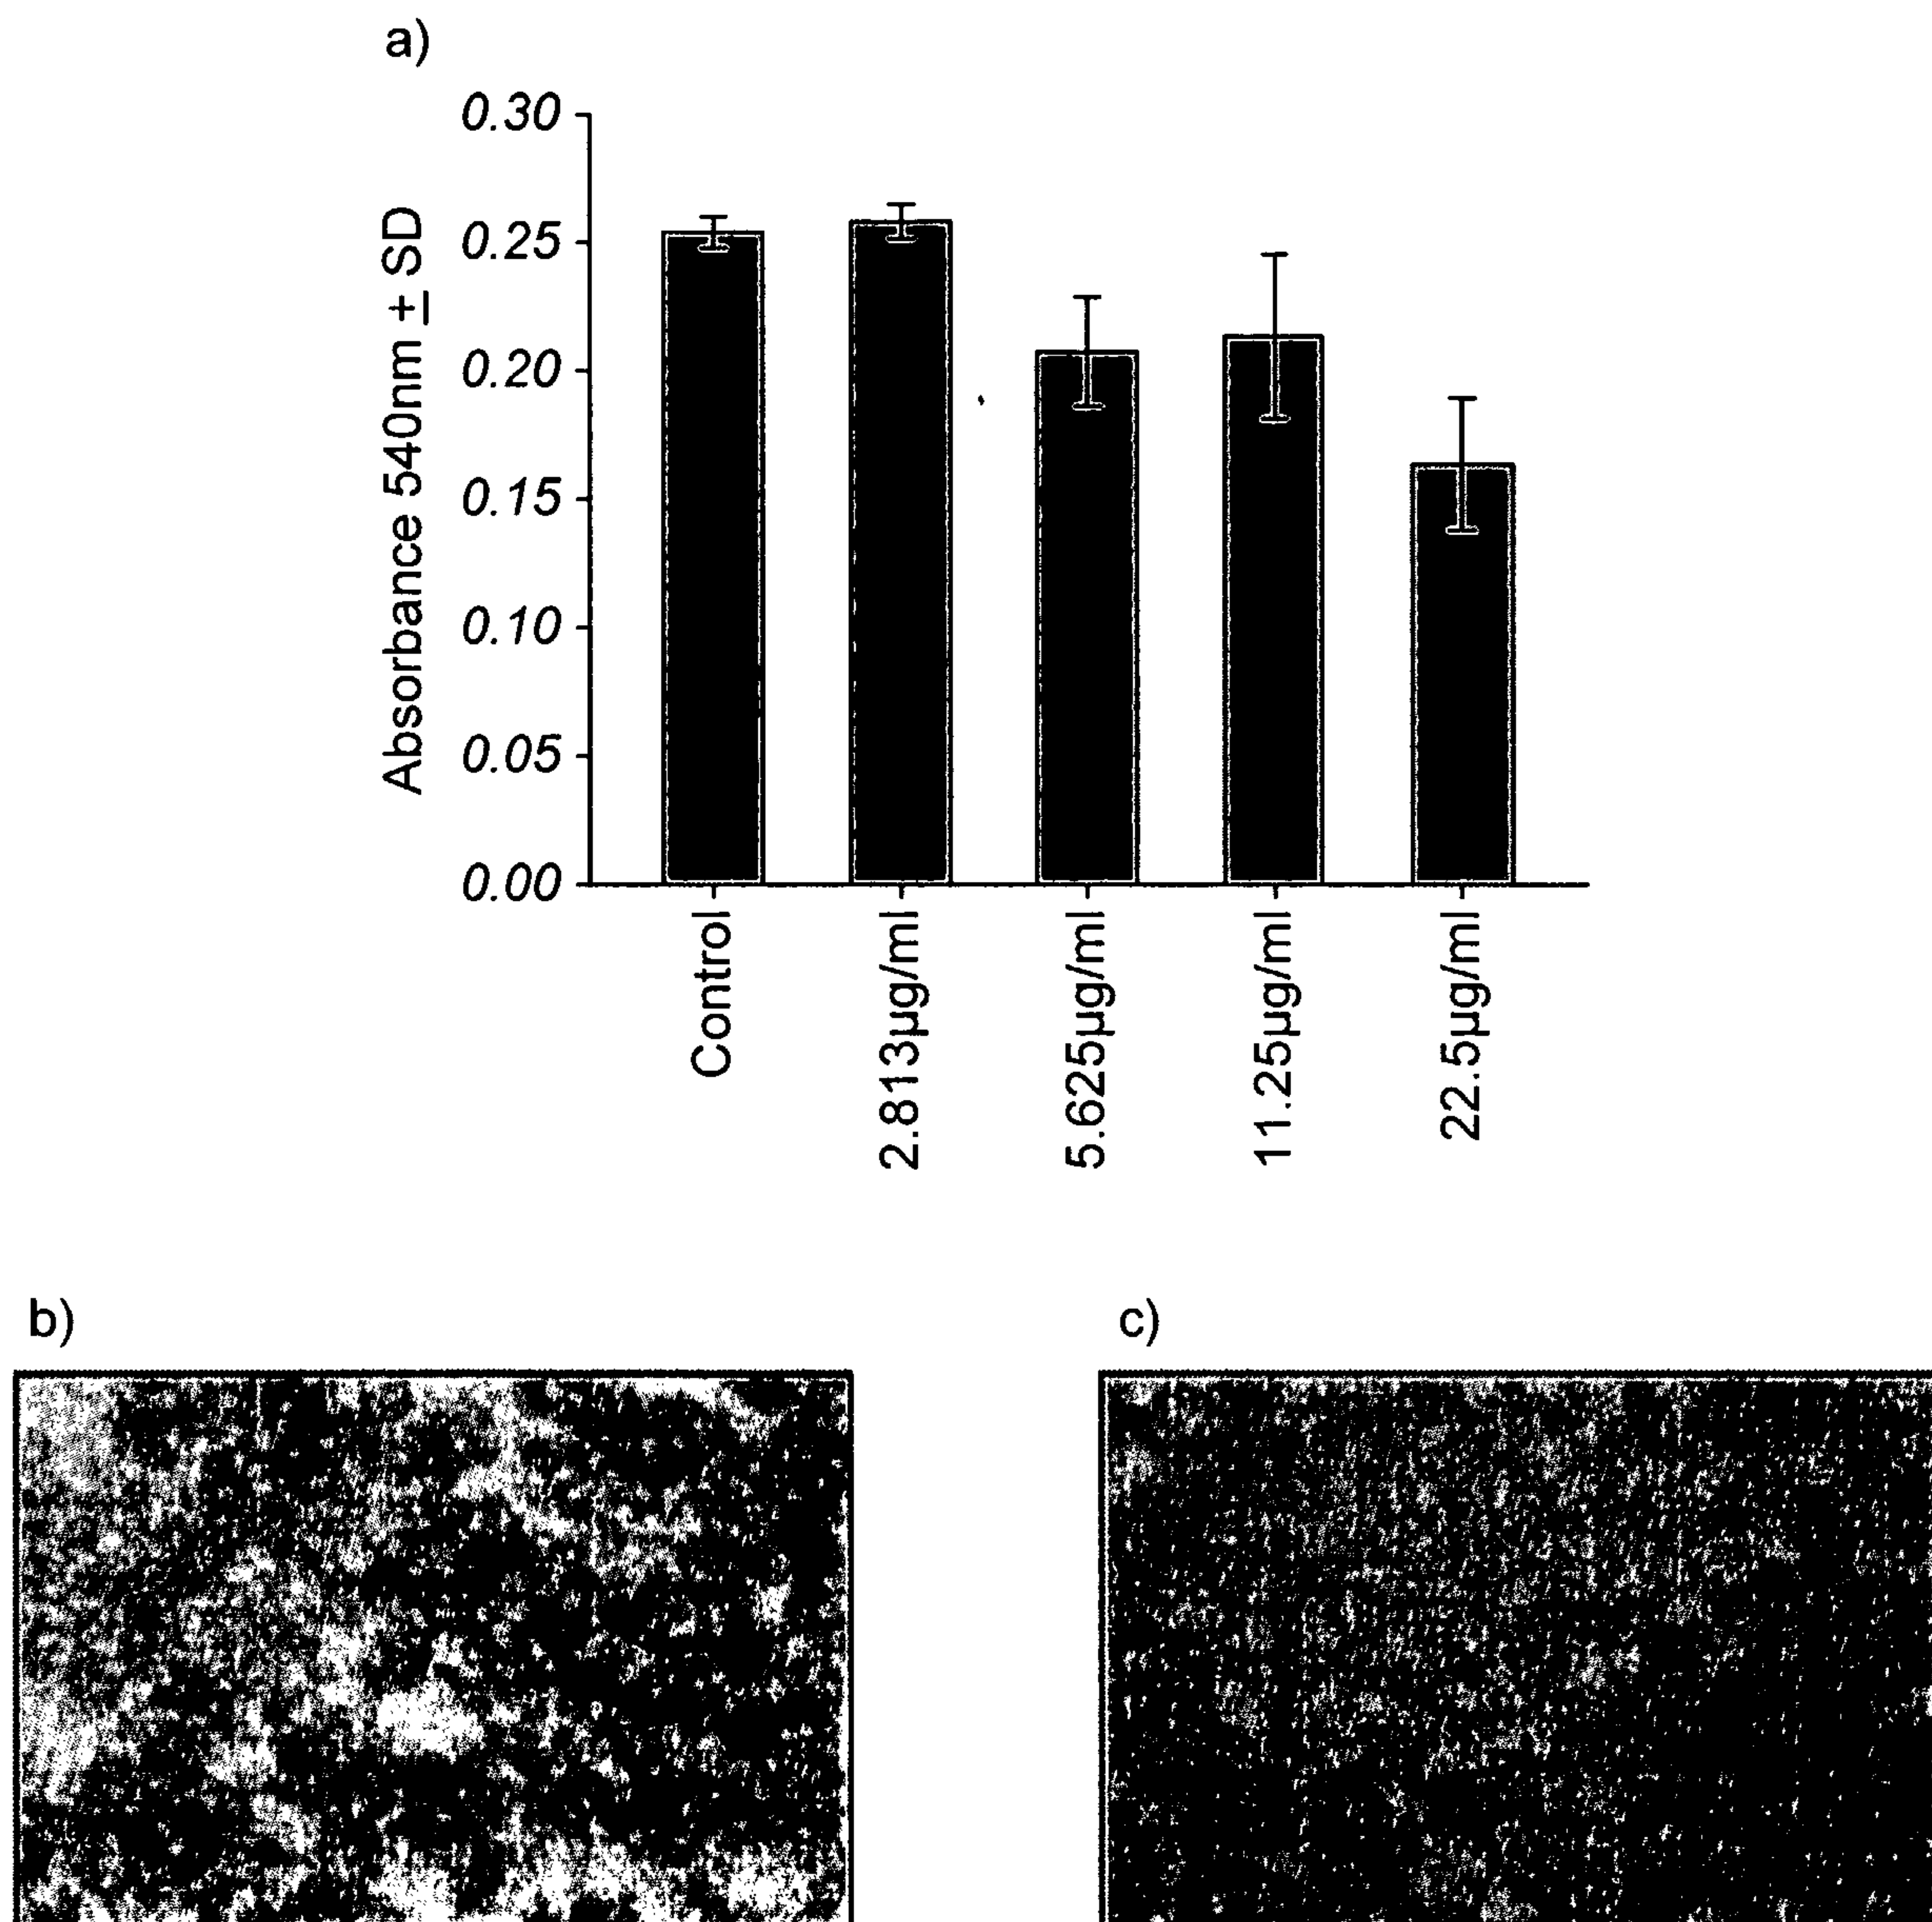 a)
Absorbance 540nm ± SD
0.30
0.25
0.20
0.15
0.10
0.05
0.00
Control
2.813µg/ml
5.625µg/ml
11.25µg/ml
22.5µg/ml
b)
c)